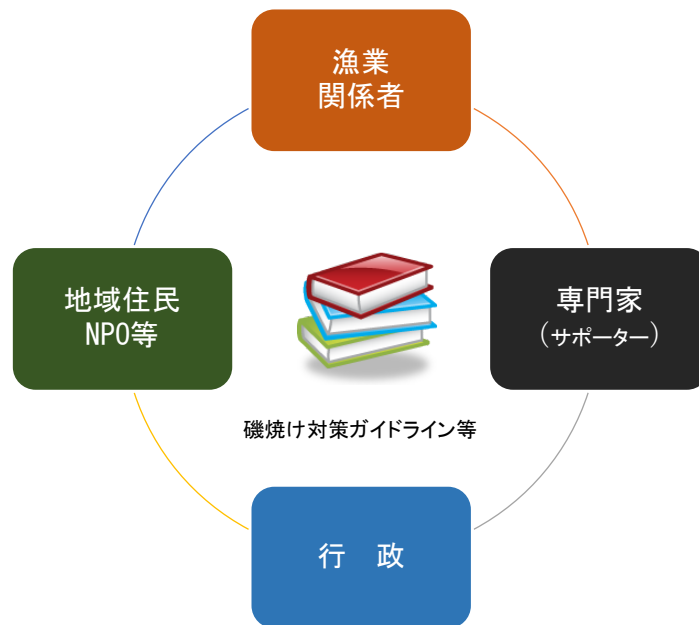 漁業
関係者
地域住民
NPO等
専門家
（サポーター）
磯焼け対策ガイドライン等
行　政